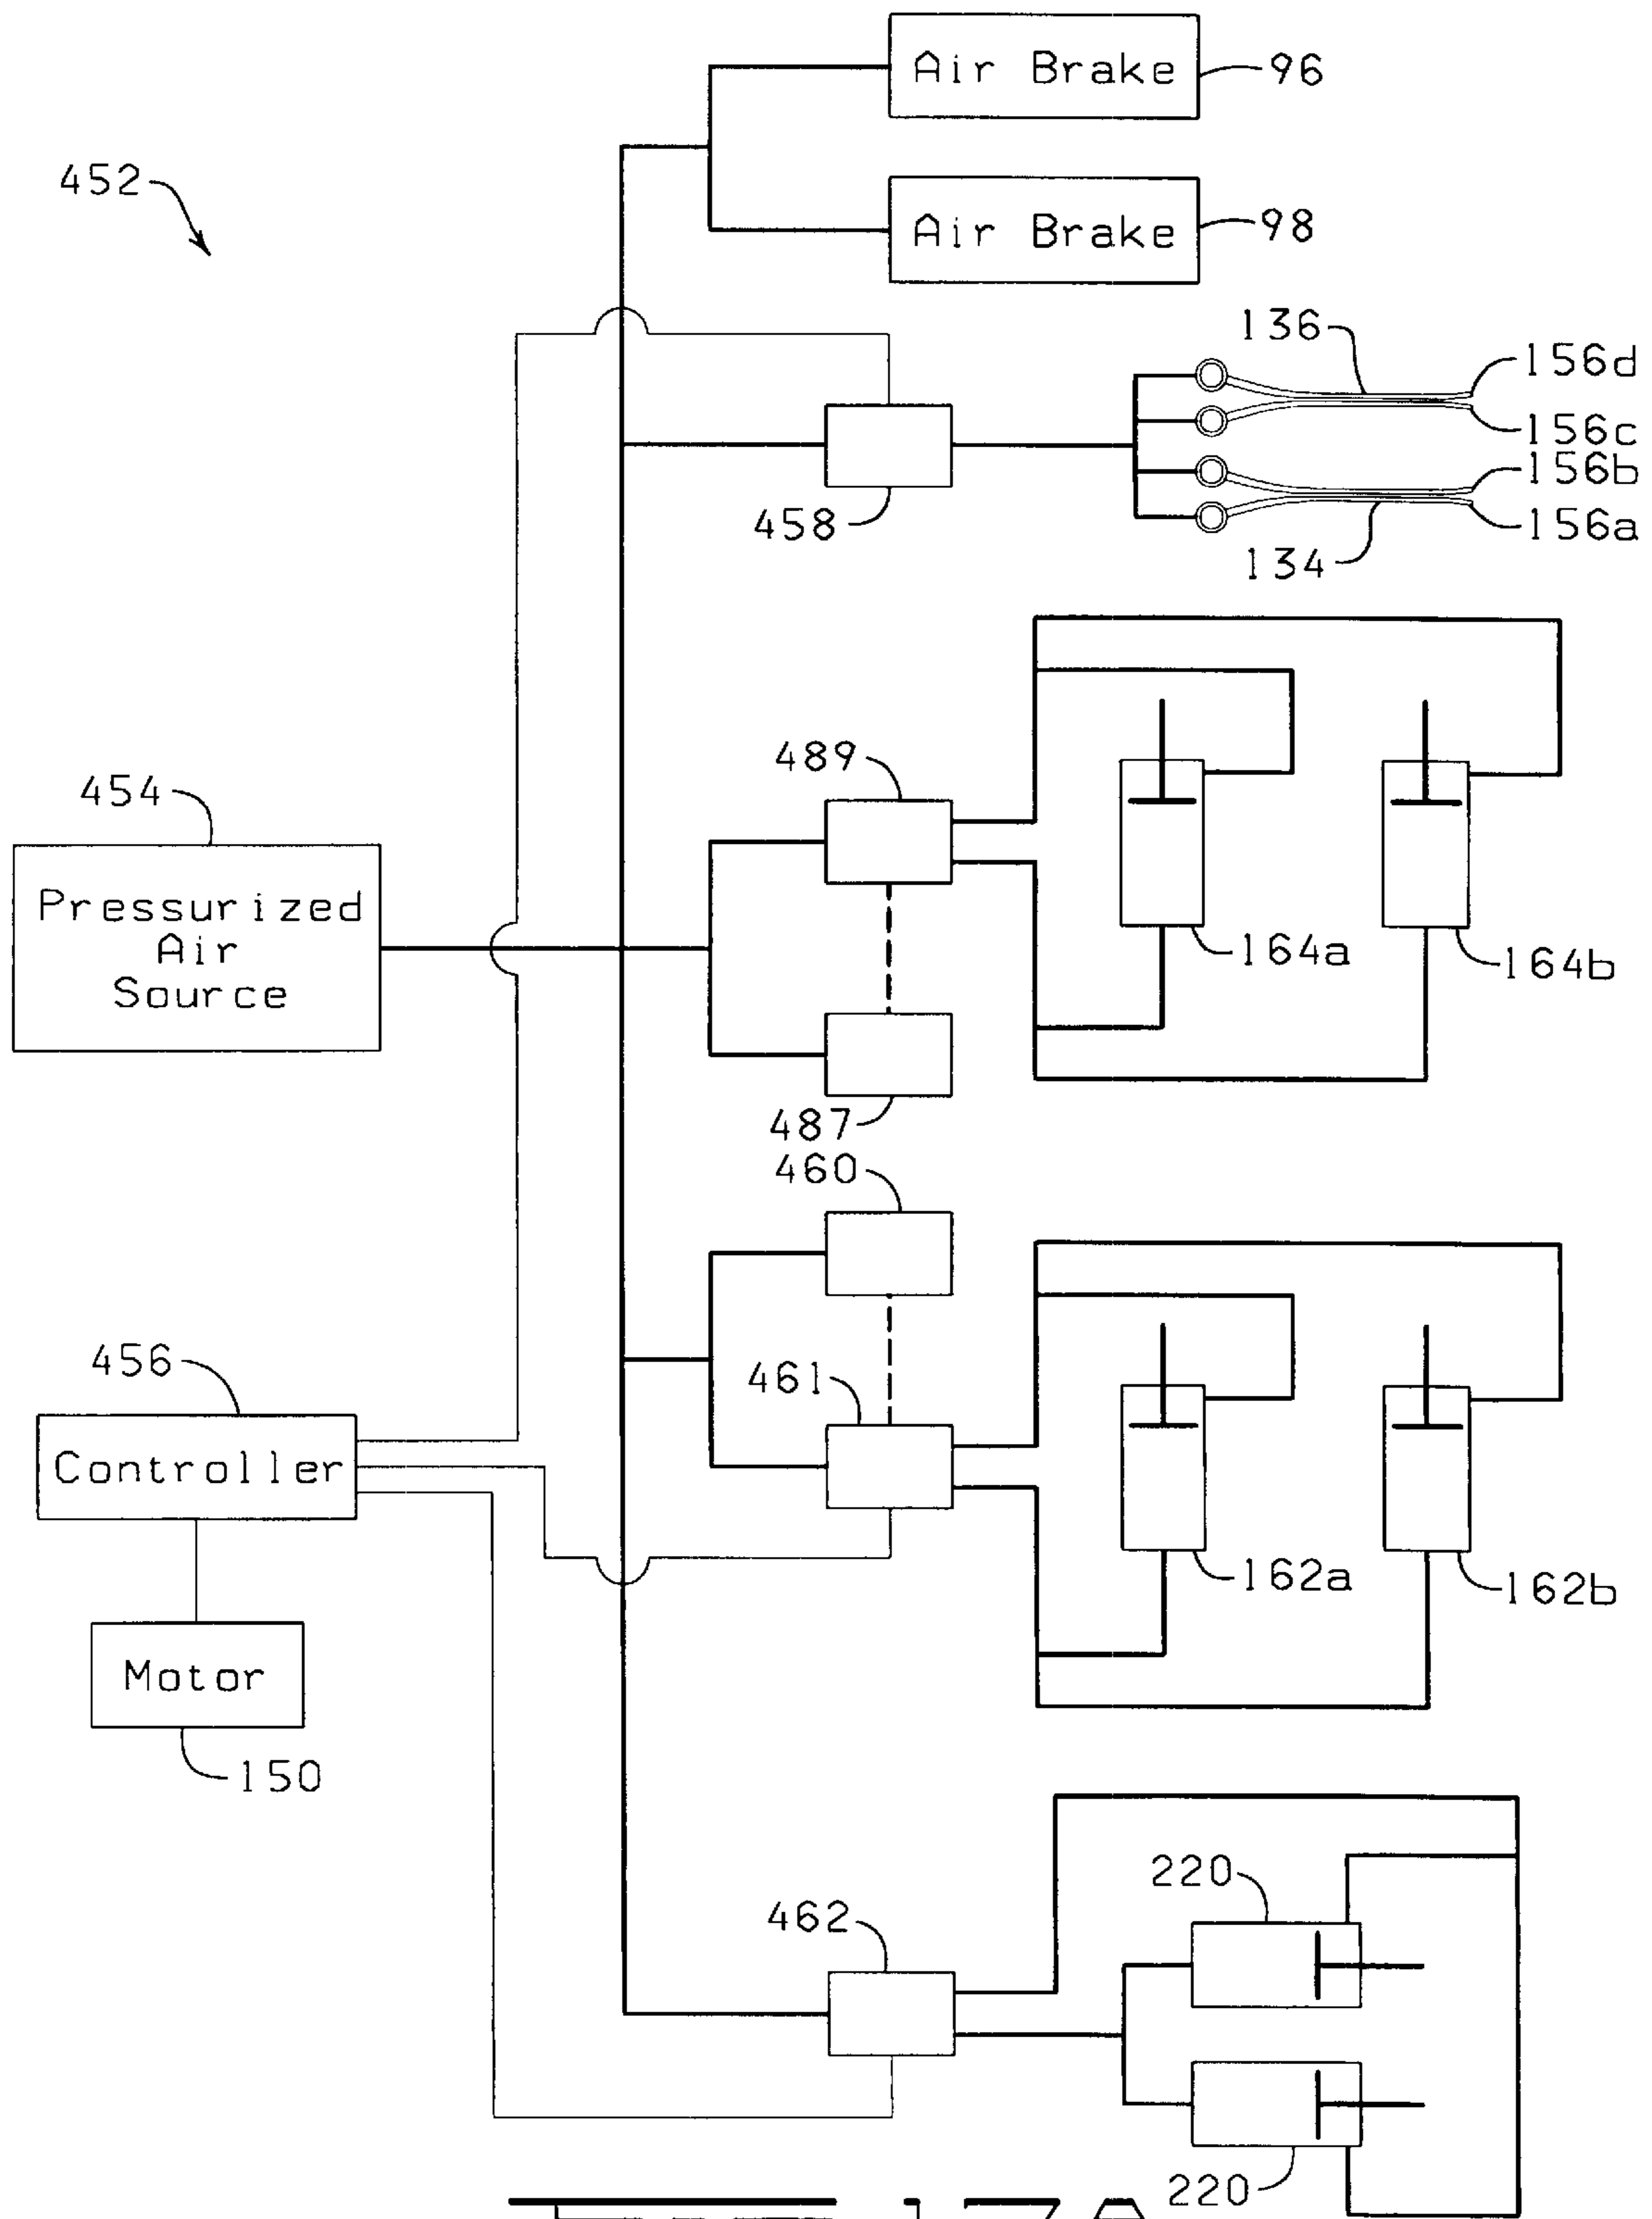 Air Brake
96
452
Air Brake
98
136
156d
156c
156b
458
156a
134
489
454
Pressurized
Air
Source
164a
164b
487
460
456
461
Controller
162a
162b
Motor
150
220
462
220